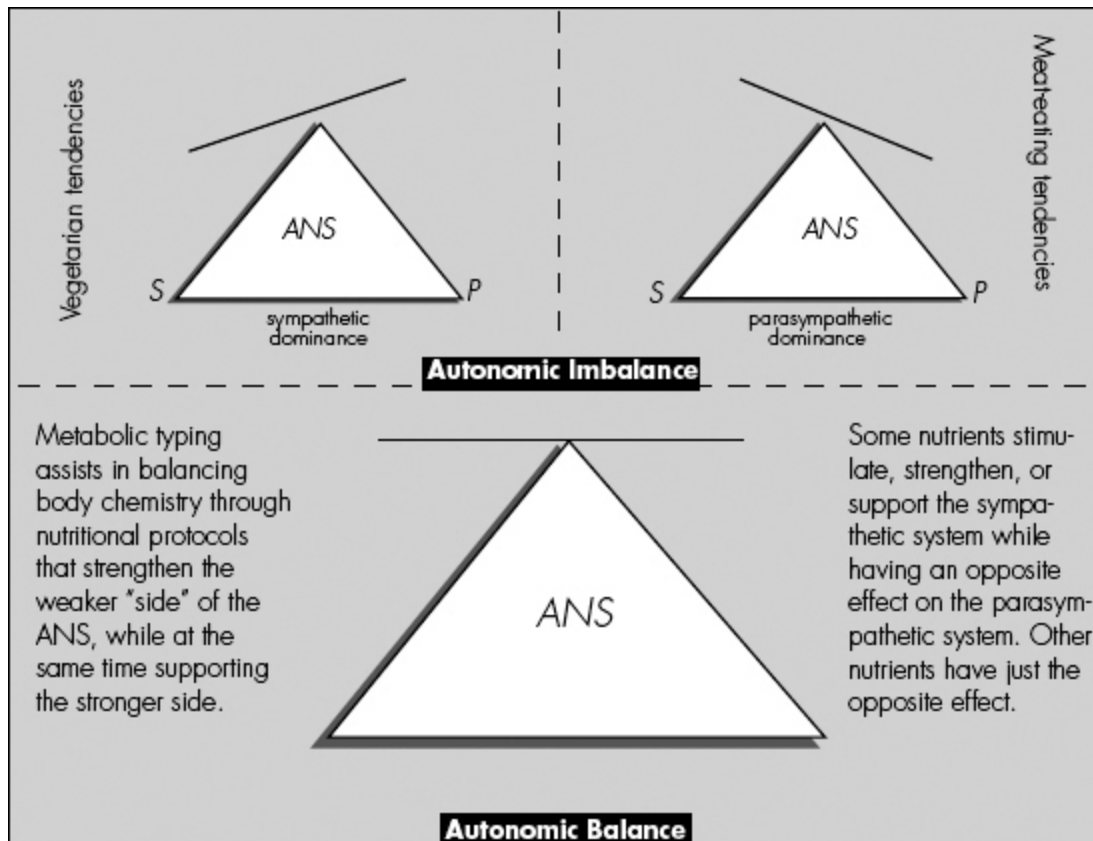 Vegetarian tendencies
ANS
S
P
sympathetic
dominance
ANS
S
P
parasympathetic
dominance
Meat-eating tendencies
Autonomic Imbalance
Metabolic typing
assists in balancing
body chemistry through
nutritional protocols
that strengthen the
weaker "side" of the
ANS, while at the
same time supporting
the stronger side.
ANS
Some nutrients stimu-
late, strengthen, or
support the sympa-
thetic system while
having an opposite
effect on the parasym-
pathetic system. Other
nutrients have just the
opposite effect.
Autonomic Balance